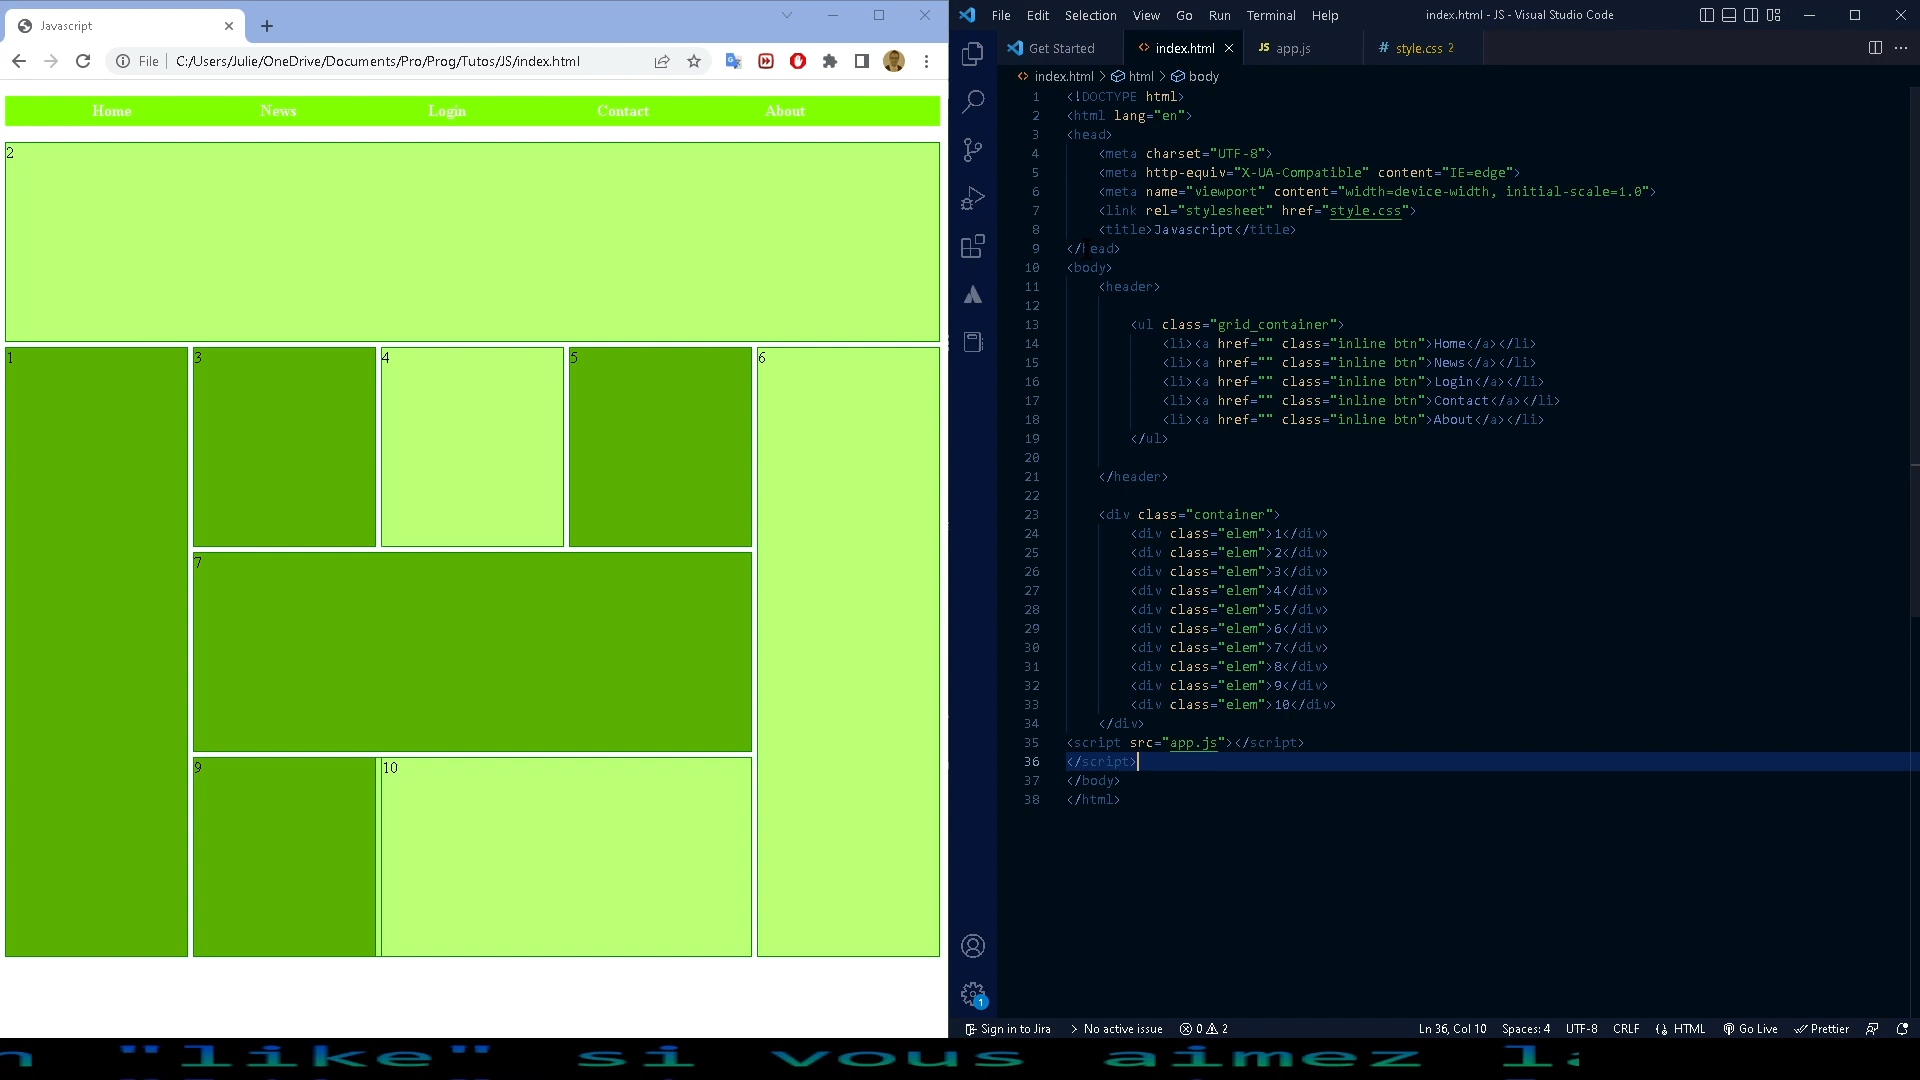 Javascript
File C:/Users/Julie/OneDrive/Documents/Pro/Prog/Tutos/JS/index.html
Home News Login Contact About
2
1
3
4
5
6
7
9
10
File Edit Selection View Go Run Terminal Help index.html - JS - Visual Studio Code
Get Started <> index.html JS app.js # style.css 2
<> index.html > html > body
1 <!DOCTYPE html>
2 <html lang="en">
3 <head>
4 <meta charset="UTF-8">
5 <meta http-equiv="X-UA-Compatible" content="IE=edge">
6 <meta name="viewport" content="width=device-width, initial-scale=1.0">
7 <link rel="stylesheet" href="style.css">
8 <title>Javascript</title>
9 </head>
10 <body>
11 <header>
12
13 <ul class="grid_container">
14 <li><a href="" class="inline btn">Home</a></li>
15 <li><a href="" class="inline btn">News</a></li>
16 <li><a href="" class="inline btn">Login</a></li>
17 <li><a href="" class="inline btn">Contact</a></li>
18 <li><a href="" class="inline btn">About</a></li>
19 </ul>
20
21 </header>
22
23 <div class="container">
24 <div class="elem">1</div>
25 <div class="elem">2</div>
26 <div class="elem">3</div>
27 <div class="elem">4</div>
28 <div class="elem">5</div>
29 <div class="elem">6</div>
30 <div class="elem">7</div>
31 <div class="elem">8</div>
32 <div class="elem">9</div>
33 <div class="elem">10</div>
34 </div>
35 <script src="app.js"></script>
36 </script>
37 </body>
38 </html>
1
Sign in to Jira > No active issue 0 2 Ln 36, Col 10 Spaces: 4 UTF-8 CRLF HTML Go Live Prettier
"like" si vous aimez